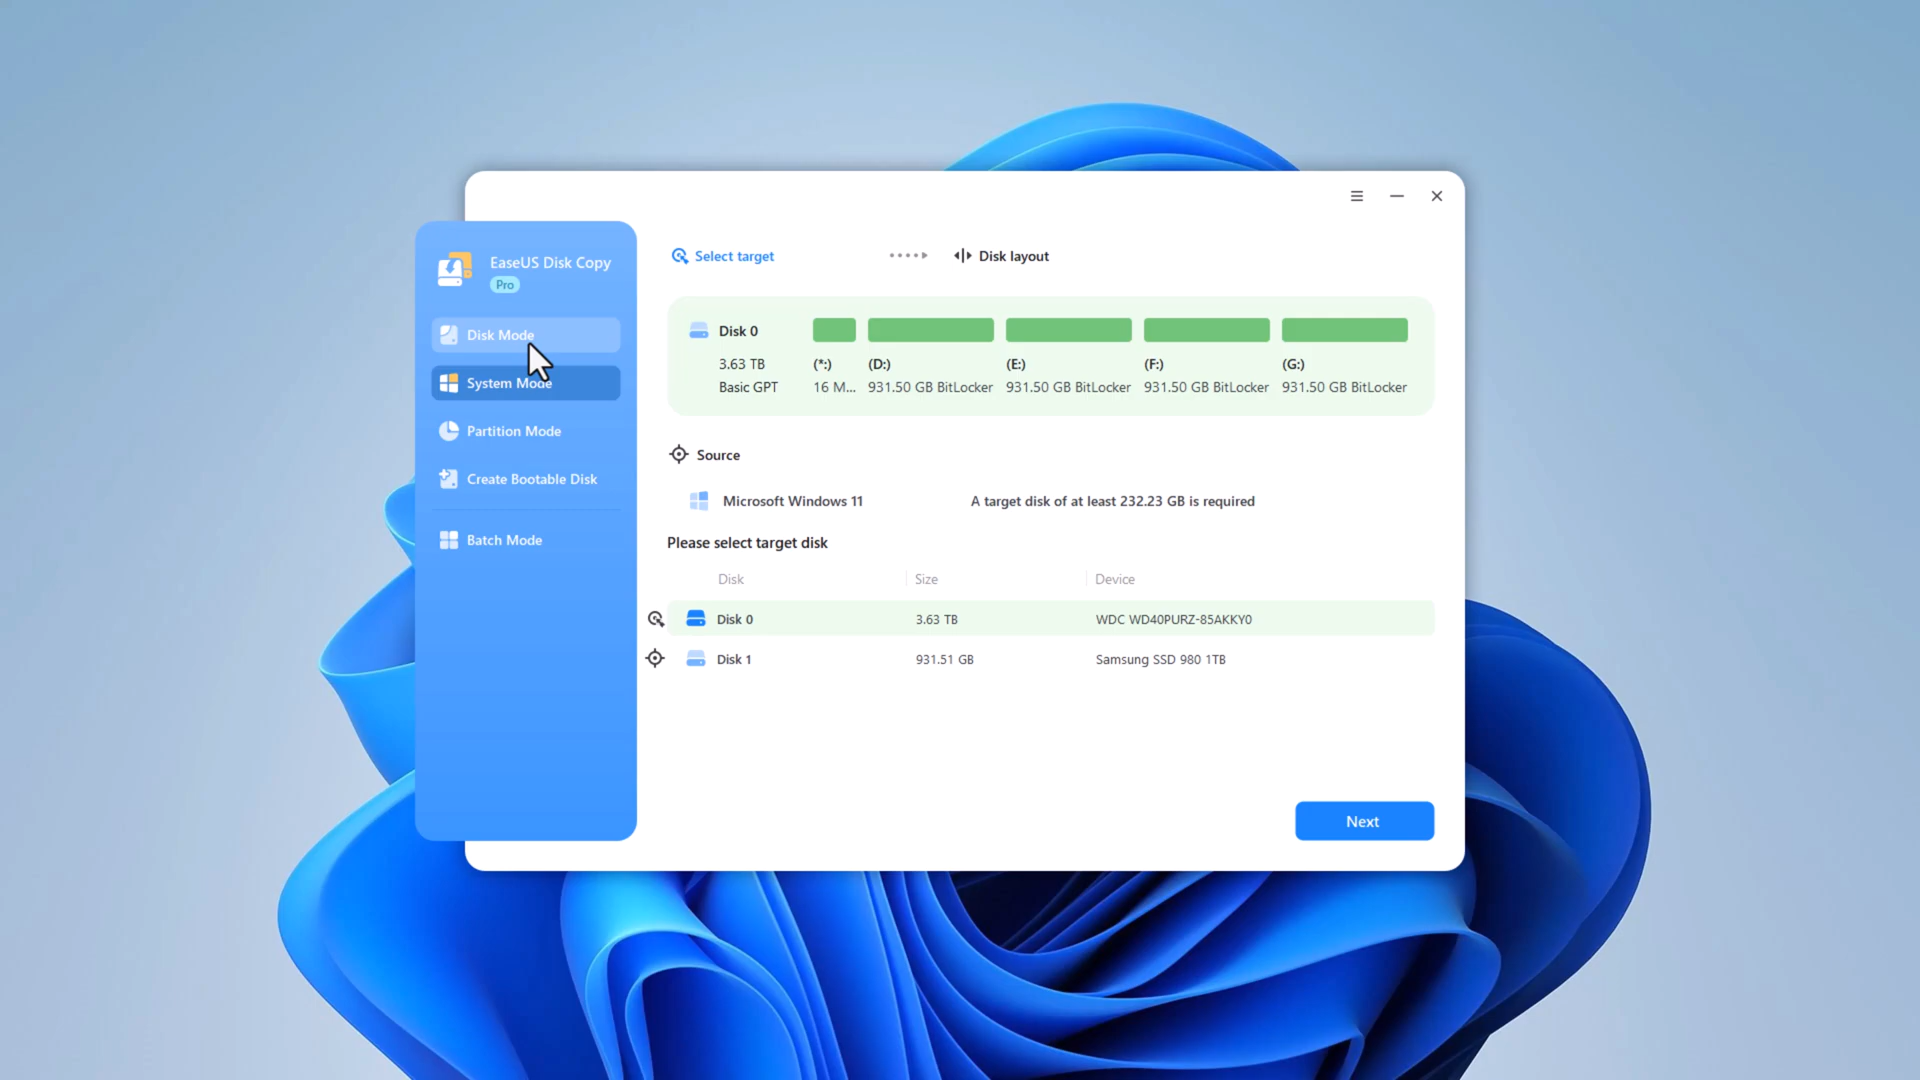 EaseUS Disk Copy
Pro
Disk Mode
System Mode
Partition Mode
Create Bootable Disk
Batch Mode
Select target
Disk layout
Disk 0
3.63 TB
Basic GPT
(*:)
16 M...
(D:)
931.50 GB BitLocker
(E:)
931.50 GB BitLocker
(F:)
931.50 GB BitLocker
(G:)
931.50 GB BitLocker
Source
Microsoft Windows 11 A target disk of at least 232.23 GB is required
Please select target disk
Disk Size Device
Disk 0 3.63 TB WDC WD40PURZ-85AKKY0
Disk 1 931.51 GB Samsung SSD 980 1TB
Next